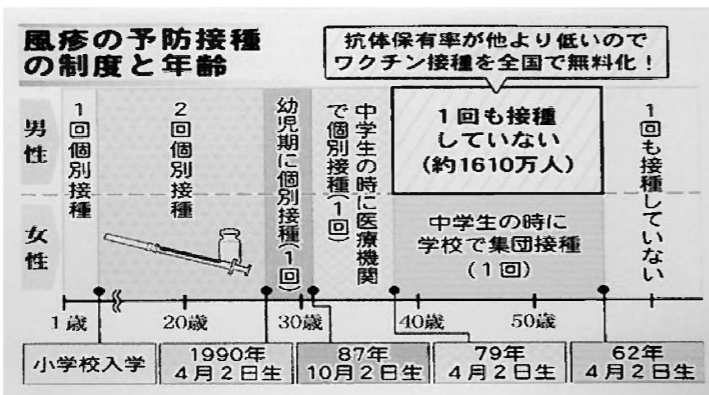 風疹の予防接種
の制度と年齢
抗体保有率が他より低いので
ワクチン接種を全国で無料化！
男性
女性
1回個別接種
2回個別接種
幼児期に個別接種(1回)
中学生の時に医療機関
で個別接種(1回)
1回も接種
していない
(約1610万人)
中学生の時に
学校で集団接種
(1回)
1回も接種していない
1歳
20歳
30歳
40歳
50歳
小学校入学
1990年
4月2日生
87年
10月2日生
79年
4月2日生
62年
4月2日生